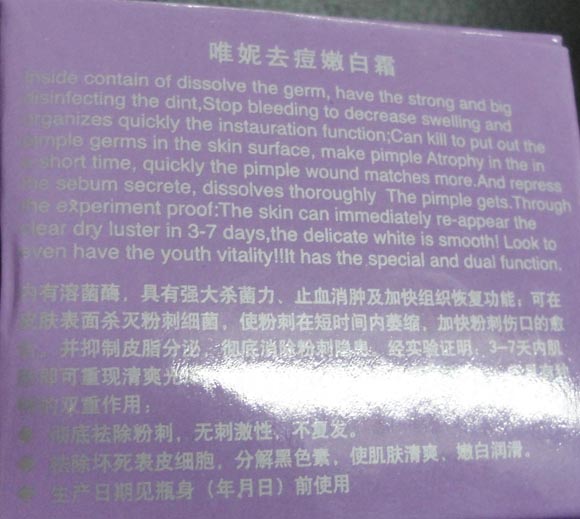 唯妮去痘嫩白霜
Inside contain of dissolve the germ, have the strong and big
disinfecting the dint,Stop bleeding to decrease swelling and
organizes quickly the instauration function;Can kill to put out the
pimple germs in the skin surface, make pimple Atrophy in the in
a short time, quickly the pimple wound matches more.And repress
the sebum secrete, dissolves thoroughly The pimple gets.Through
the experiment proof:The skin can immediately re-appear the
clear dry luster in 3-7 days,the delicate white is smooth! Look to
even have the youth vitality!!It has the special and dual function.
内有溶菌酶，具有强大杀菌力、止血消肿及加快组织恢复功能；可在
皮肤表面杀灭粉刺细菌，使粉刺在短时间内萎缩，加快粉刺伤口的愈
。并抑制皮脂分泌，彻底消除粉刺隐患。经实验证明：3-7天内肌
即可重现清爽光
的双重作用：
◆ 彻底祛除粉刺，无刺激性，不复发。
◆ 祛除坏死表皮细胞，分解黑色素，使肌肤清爽、嫩白润滑。
◆ 生产日期见瓶身（年月日）前使用